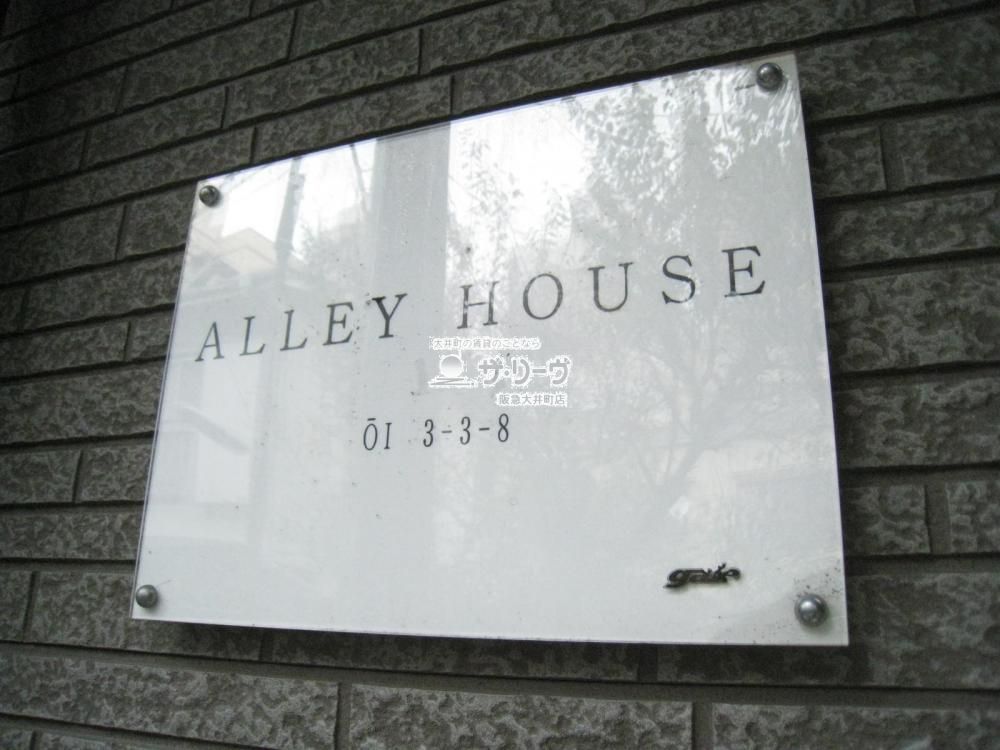 ALLEY HOUSE
大井町の賃貸のことなら
ザ・リーヴ
阪急大井町店
ŌI 3-3-8